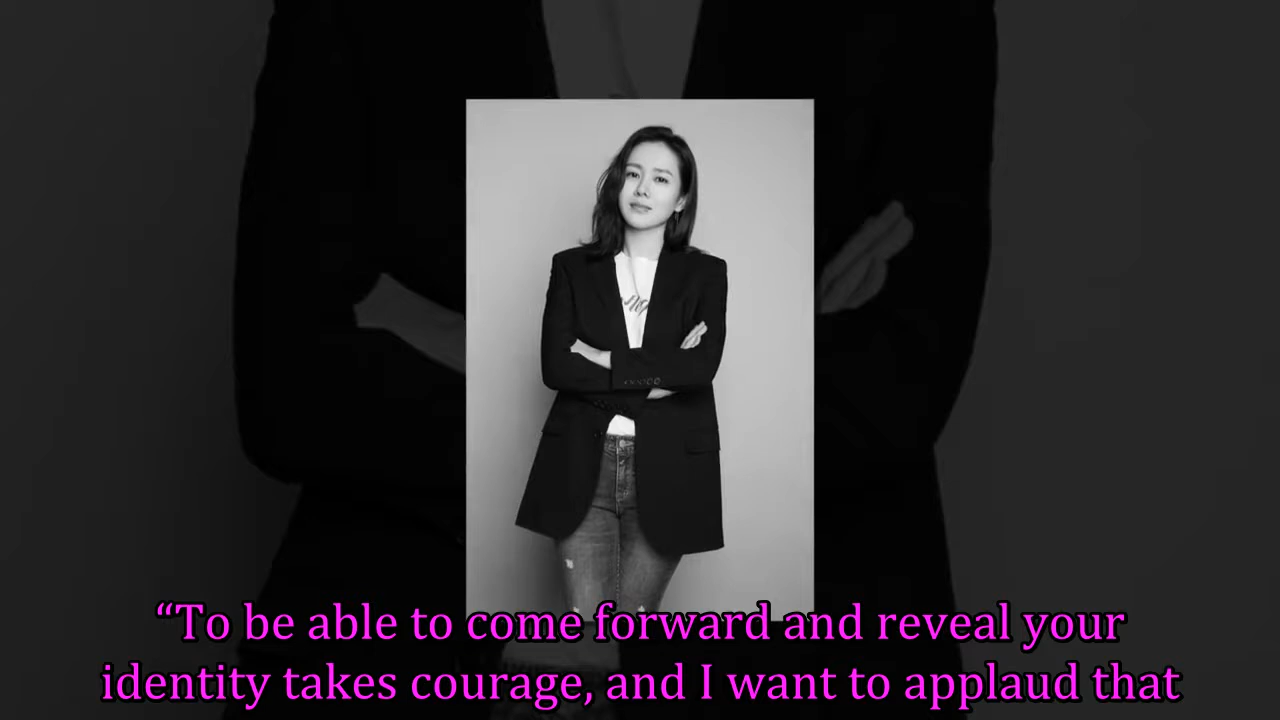 “To be able to come forward and reveal your
identity takes courage, and I want to applaud that